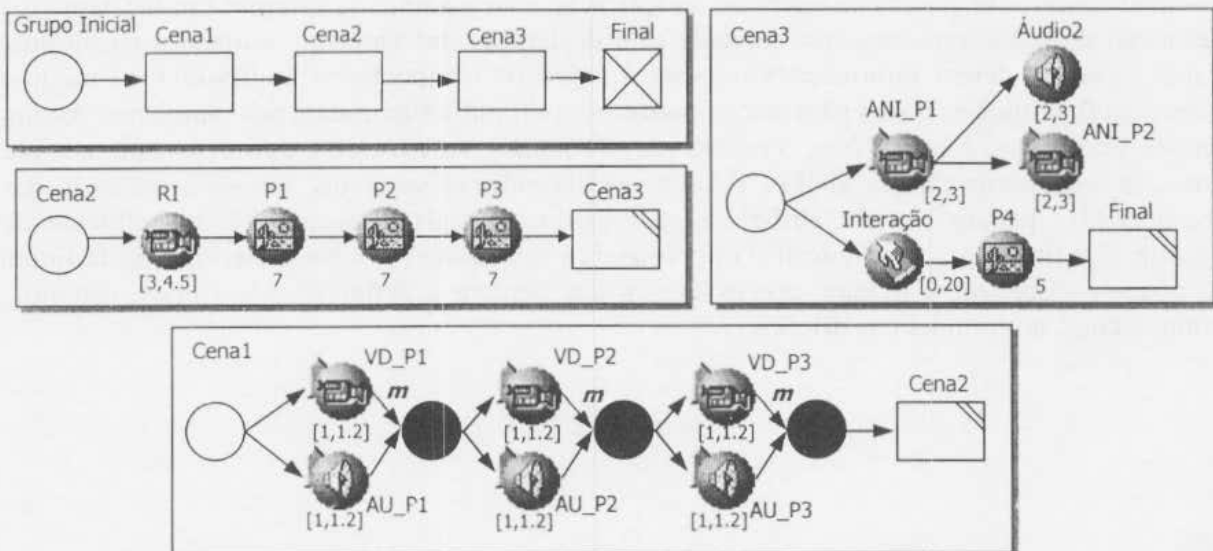 Grupo Inicial
Cena1
Cena2
Cena3
Final
Cena2
R1
P1
P2
P3
Cena3
[3,4.5]
7
7
7
Cena3
Áudio2
[2,3]
ANI_P1
ANI_P2
[2,3]
[2,3]
Interação
P4
Final
[0,20]
5
Cena1
VD_P1
VD_P2
VD_P3
Cena2
m
m
m
[1,1.2]
[1,1.2]
[1,1.2]
AU_P1
AU_P2
AU_P3
[1,1.2]
[1,1.2]
[1,1.2]